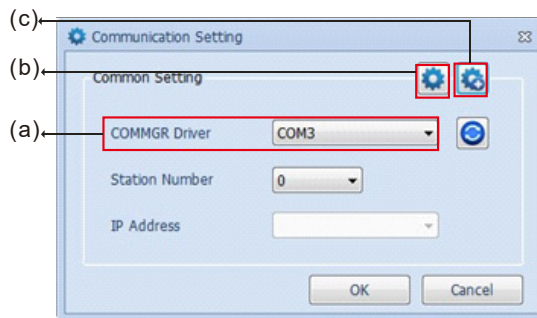 (c)
Communication Setting
(b)
Common Setting
(a)
COMMGR Driver COM3
Station Number 0
IP Address
OK Cancel